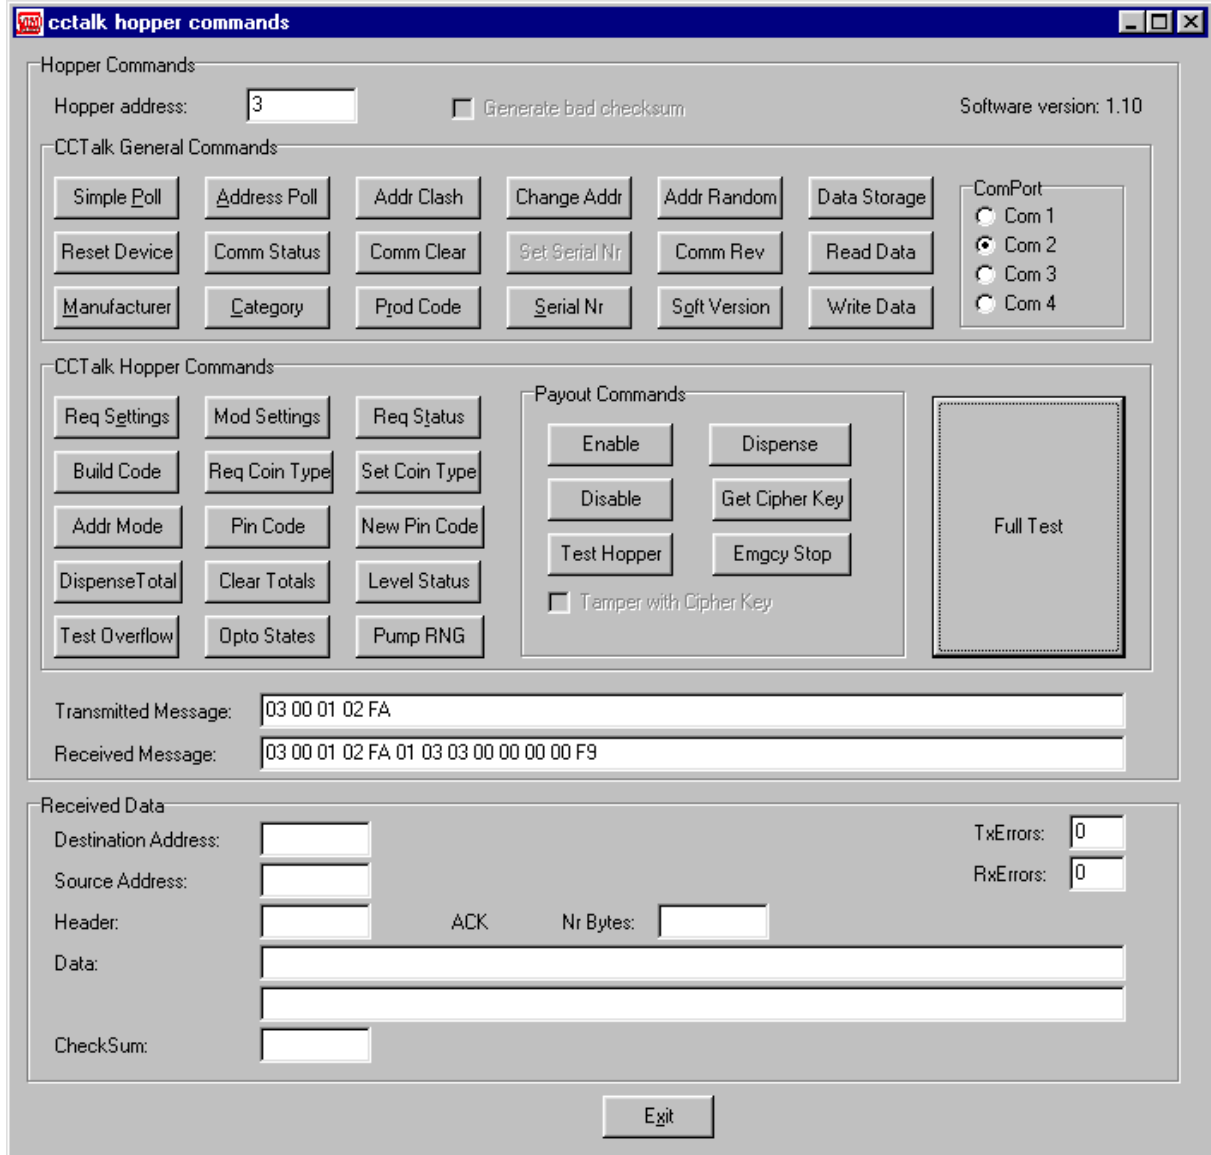 cctalk hopper commands
Hopper Commands
Hopper address: 3 Generate bad checksum Software version: 1.10
CCTalk General Commands
Simple Poll Address Poll Addr Clash Change Addr Addr Random Data Storage
Reset Device Comm Status Comm Clear Set Serial Nr Comm Rev Read Data
Manufacturer Category Prod Code Serial Nr Soft Version Write Data
ComPort
Com 1
Com 2
Com 3
Com 4
CCTalk Hopper Commands
Req Settings Mod Settings Req Status
Build Code Req Coin Type Set Coin Type
Addr Mode Pin Code New Pin Code
DispenseTotal Clear Totals Level Status
Test Overflow Opto States Pump RNG
Payout Commands
Enable Dispense
Disable Get Cipher Key
Test Hopper Emgcy Stop
Tamper with Cipher Key
Full Test
Transmitted Message: 03 00 01 02 FA
Received Message: 03 00 01 02 FA 01 03 03 00 00 00 00 F9
Received Data
Destination Address: TxErrors: 0
Source Address: RxErrors: 0
Header: ACK Nr Bytes:
Data:
CheckSum:
Exit